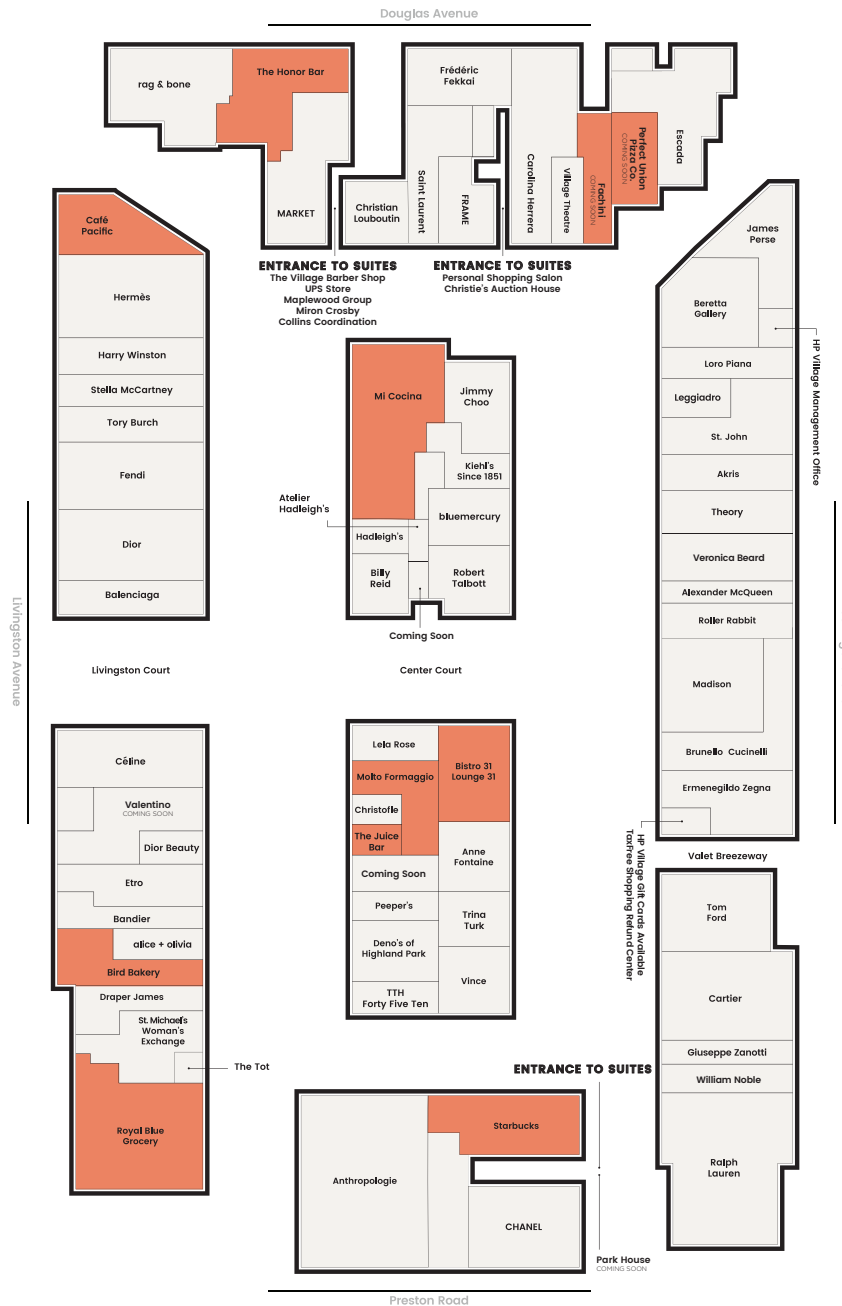 Douglas Avenue
rag & bone
The Honor Bar
MARKET
Frédéric
Fekkai
Christian
Louboutin
Saint Laurent
FRAME
Carolina Herrera
Village Theatre
Fachini
COMING SOON
Perfect Union
Pizza Co.
COMING SOON
Escada
ENTRANCE TO SUITES
The Village Barber Shop
UPS Store
Maplewood Group
Miron Crosby
Collins Coordination
ENTRANCE TO SUITES
Personal Shopping Salon
Christie's Auction House
Café
Pacific
Hermès
Harry Winston
Stella McCartney
Tory Burch
Fendi
Dior
Balenciaga
Mi Cocina
Jimmy
Choo
Kiehl's
Since 1851
Atelier
Hadleigh's
bluemercury
Hadleigh's
Billy
Reid
Robert
Talbott
Coming Soon
James
Perse
Beretta
Gallery
HP Village Management Office
Loro Piana
Leggiadro
St. John
Akris
Theory
Veronica Beard
Alexander McQueen
Roller Rabbit
Madison
Brunello Cucinelli
Ermenegildo Zegna
HP Village Gift Cards Available
TaxFree Shopping Refund Center
Livingston Avenue
Livingston Court
Center Court
Valet Breezeway
Céline
Valentino
COMING SOON
Dior Beauty
Etro
Bandier
alice + olivia
Bird Bakery
Draper James
St. Michael's
Woman's
Exchange
The Tot
Royal Blue
Grocery
Lela Rose
Molto Formaggio
Bistro 31
Lounge 31
Christofle
The Juice
Bar
Anne
Fontaine
Coming Soon
Peeper's
Trina
Turk
Deno's of
Highland Park
Vince
TTH
Forty Five Ten
Tom
Ford
Cartier
Giuseppe Zanotti
William Noble
Ralph
Lauren
ENTRANCE TO SUITES
Starbucks
Anthropologie
CHANEL
Park House
COMING SOON
Preston Road